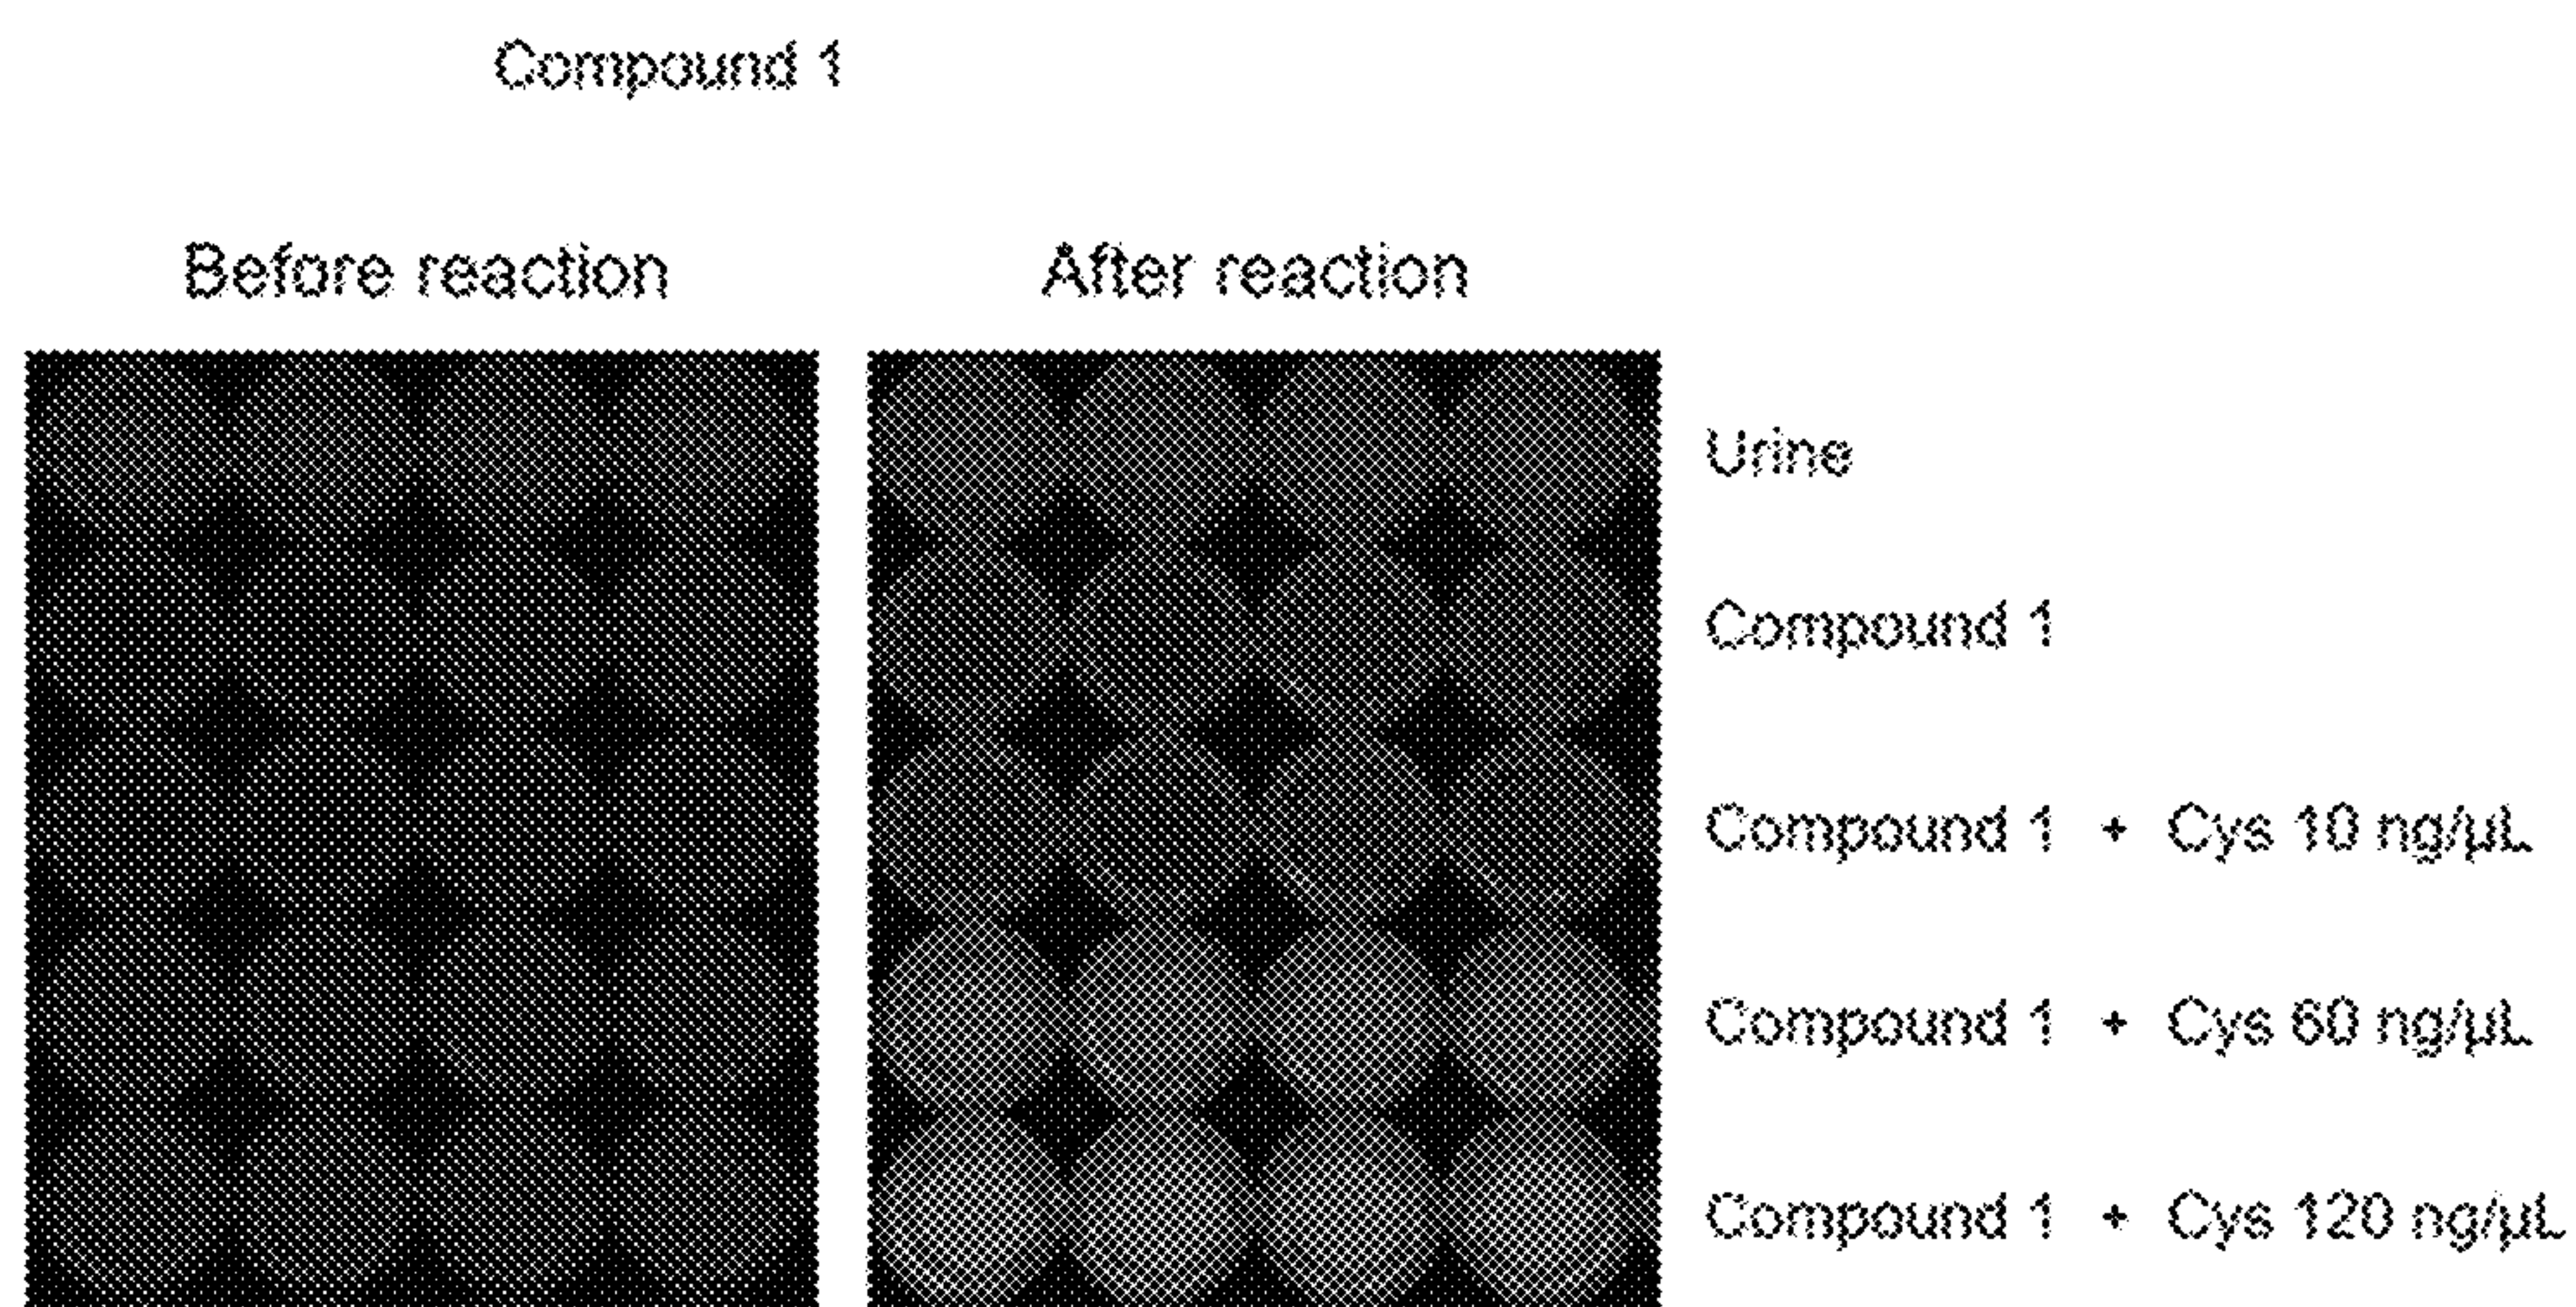 Compound 1
Before reaction
After reaction
Urine
Compound 1
Compound 1 + Cys 10 ng/µL
Compound 1 + Cys 60 ng/µL
Compound 1 + Cys 120 ng/µL